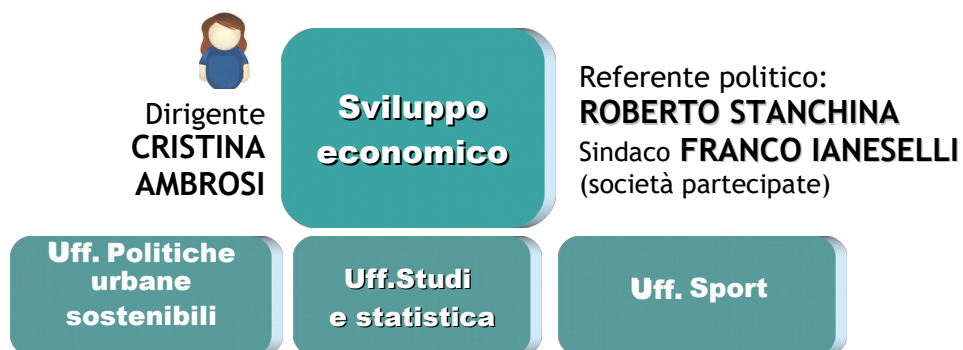 Dirigente
CRISTINA
AMBROSI
Sviluppo
economico
Referente politico:
ROBERTO STANCHINA
Sindaco FRANCO IANESELLI
(società partecipate)
Uff. Politiche
urbane
sostenibili
Uff.Studi
e statistica
Uff. Sport